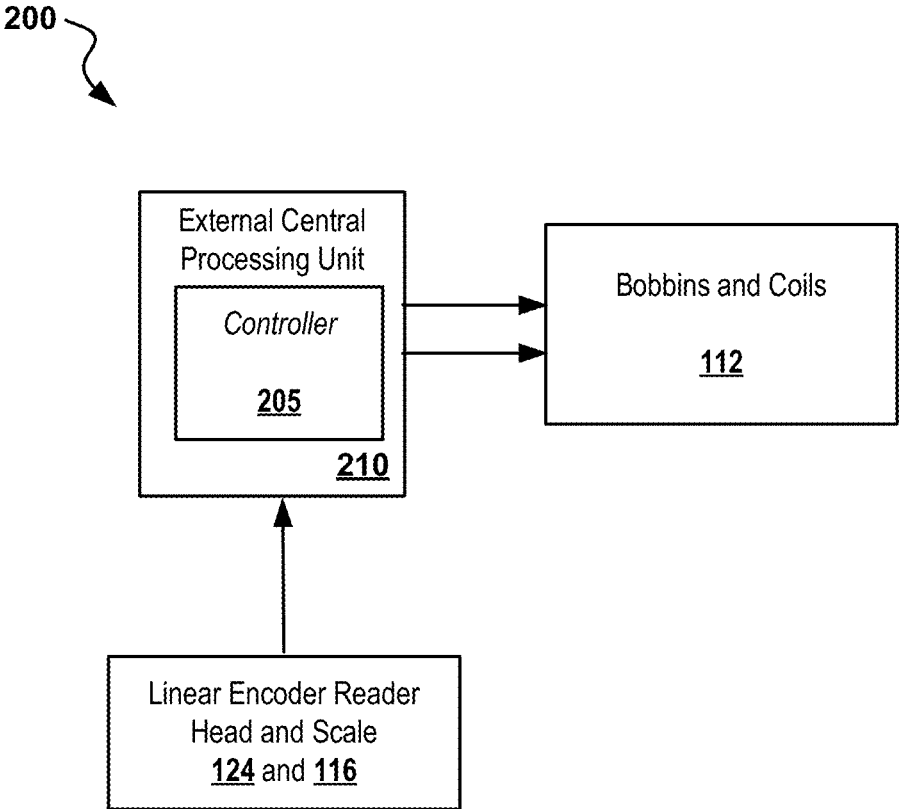 200
External Central
Processing Unit
Controller
205
210
Bobbins and Coils
112
Linear Encoder Reader
Head and Scale
124 and 116